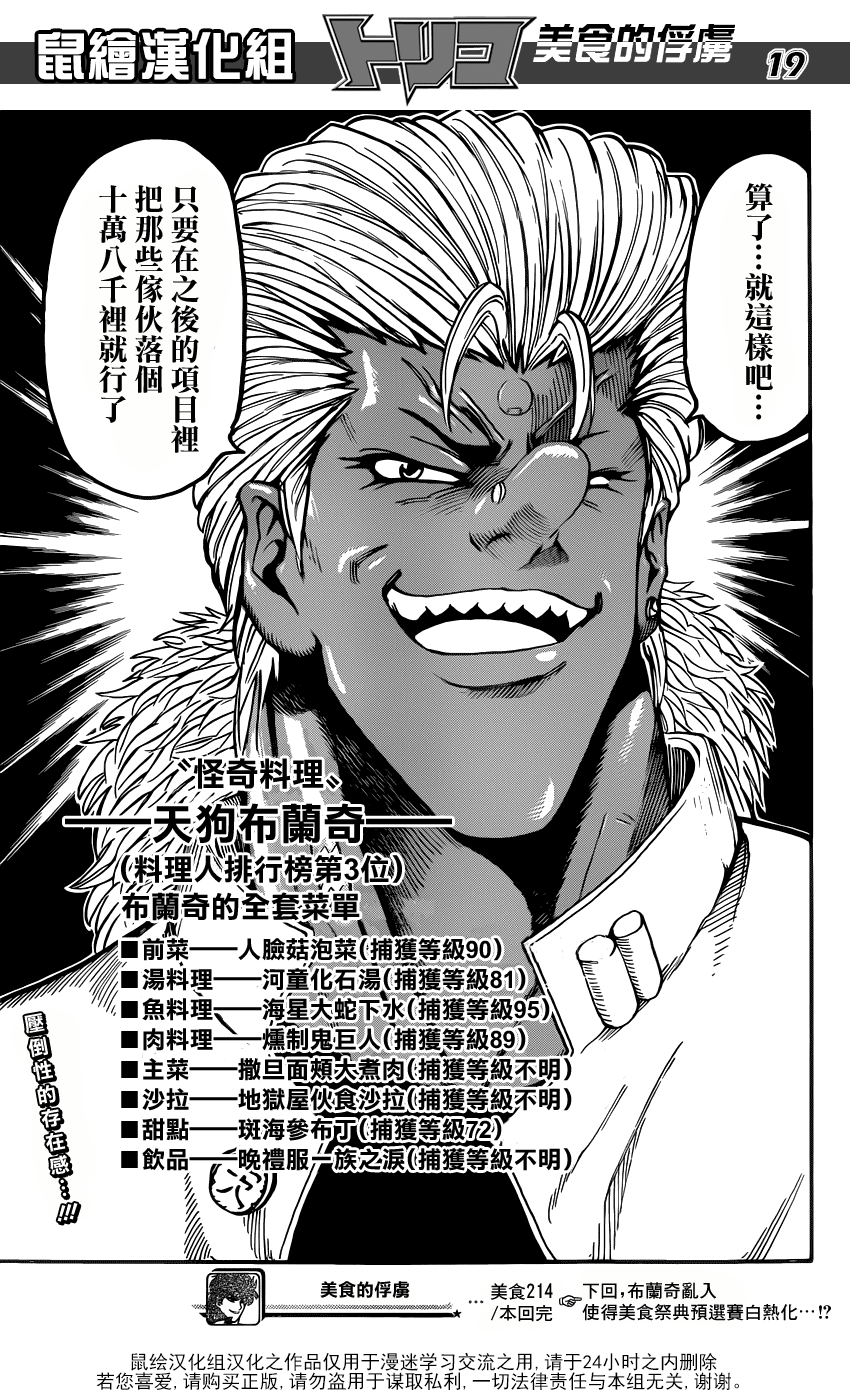 鼠繪漢化組
トリコ
美食的俘虜
19
算了…就這樣吧…
只要在之後的項目裡
把那些傢伙落個
十萬八千裡就行了
〝怪奇料理〟
——天狗布蘭奇——
(料理人排行榜第3位)
布蘭奇的全套菜單
■前菜——人臉菇泡菜(捕獲等級90)
■湯料理——河童化石湯(捕獲等級81)
■魚料理——海星大蛇下水(捕獲等級95)
■肉料理——燻制鬼巨人(捕獲等級89)
■主菜——撒旦面頰大煮肉(捕獲等級不明)
■沙拉——地獄屋伙食沙拉(捕獲等級不明)
■甜點——斑海參布丁(捕獲等級72)
■飲品——晚禮服一族之淚(捕獲等級不明)
壓倒性的存在感…!!!
美食的俘虜
…美食214
/本回完
☞下回,布蘭奇亂入
使得美食祭典預選賽白熱化…!?
鼠绘汉化组汉化之作品仅用于漫迷学习交流之用,请于24小时之内删除
若您喜爱,请购买正版,请勿盗用于谋取私利,一切法律责任与本组无关,谢谢。